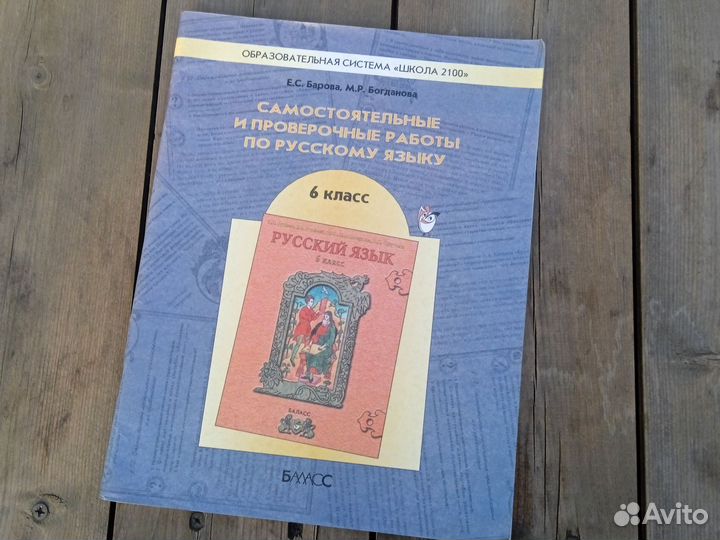 ОБРАЗОВАТЕЛЬНАЯ СИСТЕМА «ШКОЛА 2100»
Е.С. Барова, М.Р. Богданова
САМОСТОЯТЕЛЬНЫЕ
И ПРОВЕРОЧНЫЕ РАБОТЫ
ПО РУССКОМУ ЯЗЫКУ
6 класс
РУССКИЙ ЯЗЫК
6 КЛАСС
БАЛАСС
БАЛАСС
Avito